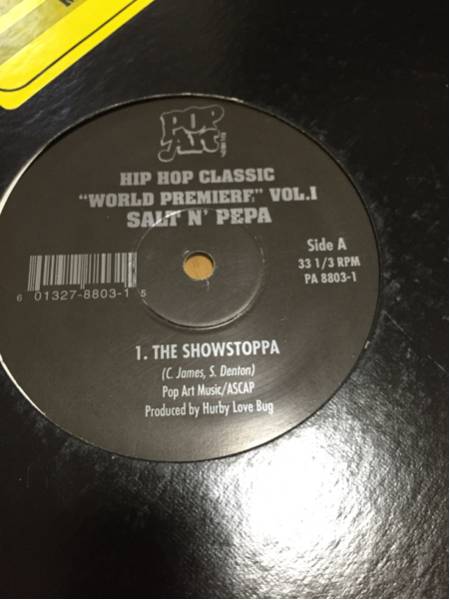 POP
ART
HIP HOP CLASSIC
"WORLD PREMIERE" VOL.I
SALT N' PEPA
Side A
33 1/3 RPM
PA 8803-1
6 01327-8803-1 5
1. THE SHOWSTOPPA
(C. James, S. Denton)
Pop Art Music/ASCAP
Produced by Hurby Love Bug